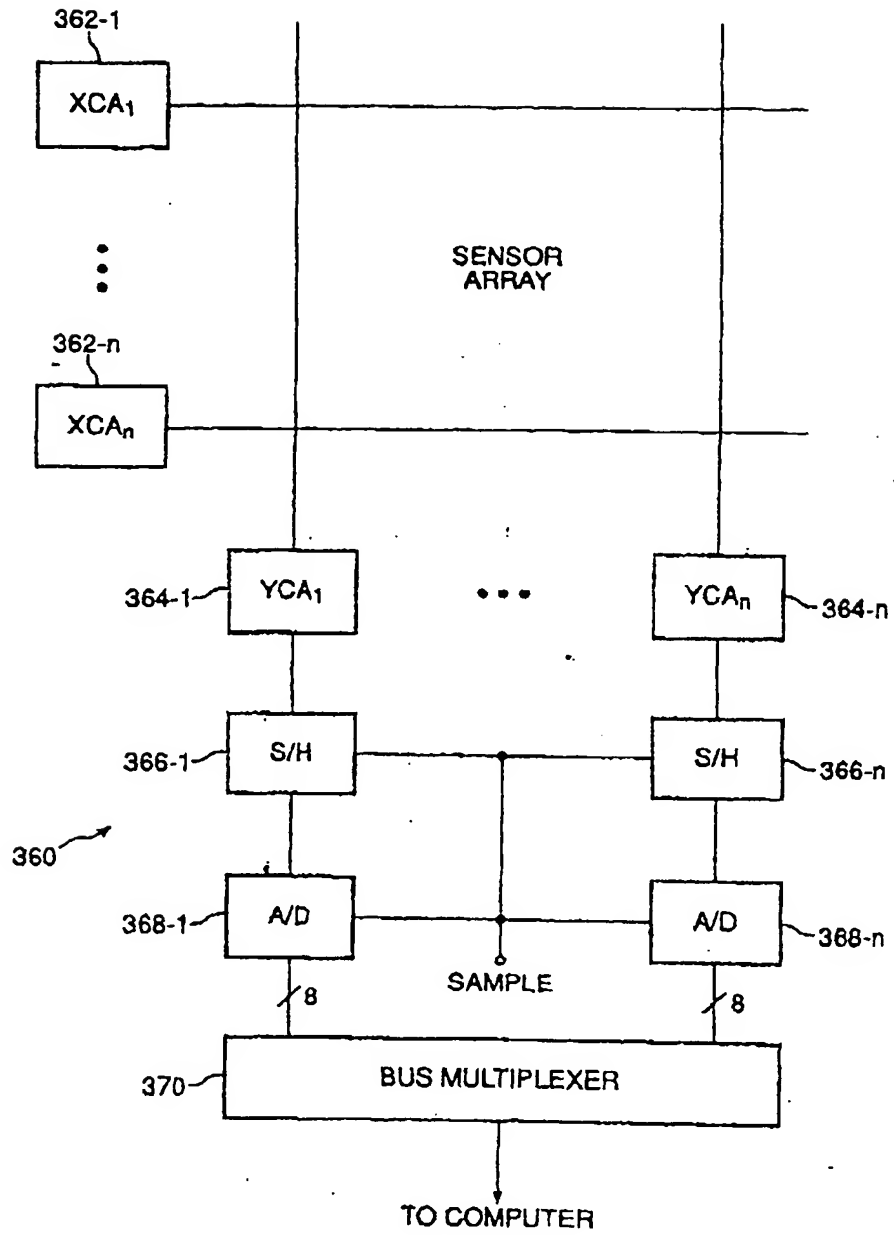 362-1
XCA₁
SENSOR
ARRAY
362-n
XCAₙ
364-1
YCA₁
YCAₙ
364-n
366-1
S/H
S/H
366-n
360
368-1
A/D
A/D
368-n
SAMPLE
8
8
370
BUS MULTIPLEXER
TO COMPUTER